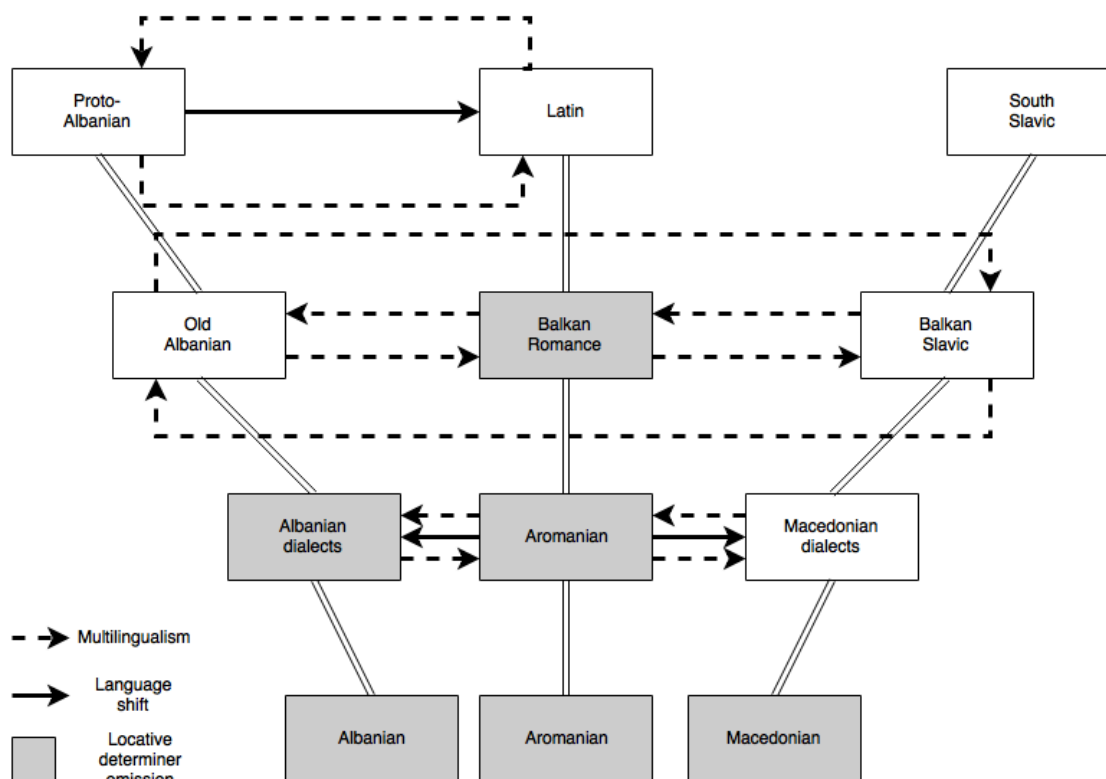 Proto-
Albanian
Latin
South
Slavic
Old
Albanian
Balkan
Romance
Balkan
Slavic
Albanian
dialects
Aromanian
Macedonian
dialects
Multilingualism
Language
shift
Locative
determiner
omission
Albanian
Aromanian
Macedonian